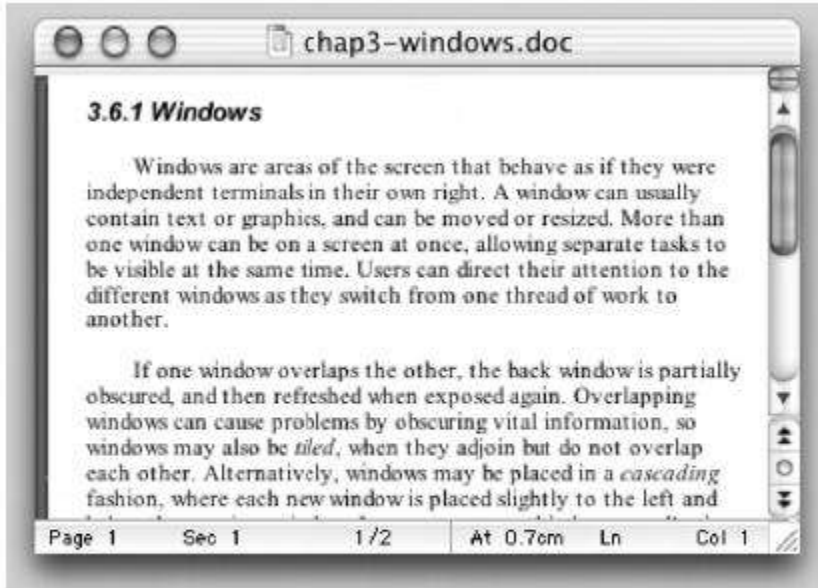 chap3-windows.doc
3.6.1 Windows
Windows are areas of the screen that behave as if they were
independent terminals in their own right. A window can usually
contain text or graphics, and can be moved or resized. More than
one window can be on a screen at once, allowing separate tasks to
be visible at the same time. Users can direct their attention to the
different windows as they switch from one thread of work to
another.
If one window overlaps the other, the back window is partially
obscured, and then refreshed when exposed again. Overlapping
windows can cause problems by obscuring vital information, so
windows may also be tiled, when they adjoin but do not overlap
each other. Alternatively, windows may be placed in a cascading
fashion, where each new window is placed slightly to the left and
Page 1 Sec 1 1/2 At 0.7cm Ln Col 1